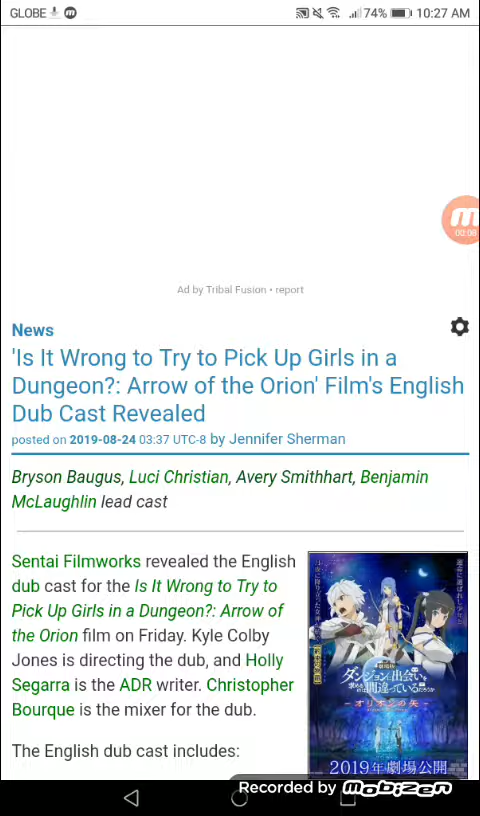 GLOBE 74% 10:27 AM
00:08
Ad by Tribal Fusion • report
News
'Is It Wrong to Try to Pick Up Girls in a
Dungeon?: Arrow of the Orion' Film's English
Dub Cast Revealed
posted on 2019-08-24 03:37 UTC-8 by Jennifer Sherman
Bryson Baugus, Luci Christian, Avery Smithhart, Benjamin
McLaughlin lead cast
Sentai Filmworks revealed the English
dub cast for the Is It Wrong to Try to
Pick Up Girls in a Dungeon?: Arrow of
the Orion film on Friday. Kyle Colby
Jones is directing the dub, and Holly
Segarra is the ADR writer. Christopher
Bourque is the mixer for the dub.
The English dub cast includes:
劇場版
ダンジョンに出会いを
求めるのは間違っているだろうか
－オリオンの矢－
2019年劇場公開
Recorded by mobizen